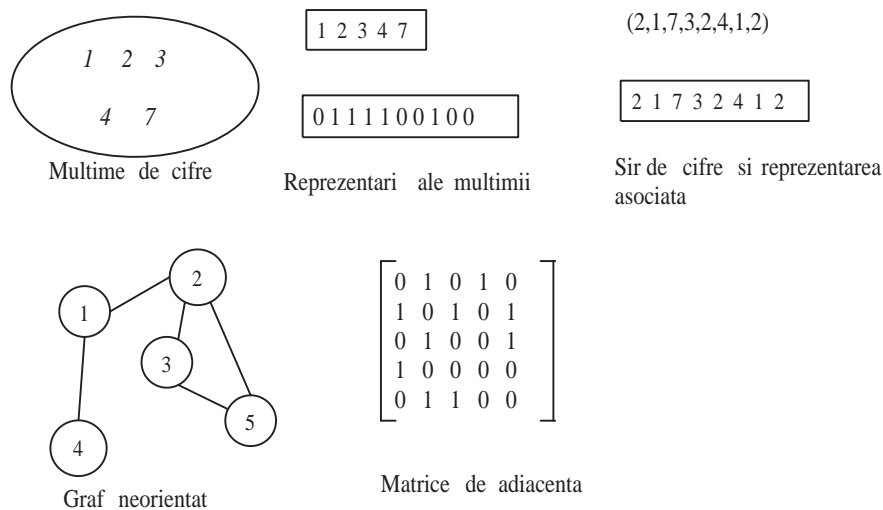 1 2 3
4 7
Multime de cifre
1 2 3 4 7
0 1 1 1 1 0 0 1 0 0
Reprezentari ale multimii
(2,1,7,3,2,4,1,2)
2 1 7 3 2 4 1 2
Sir de cifre si reprezentarea
asociata
1
2
3
4
5
Graf neorientat
0 1 0 1 0
1 0 1 0 1
0 1 0 0 1
1 0 0 0 0
0 1 1 0 0
Matrice de adiacenta